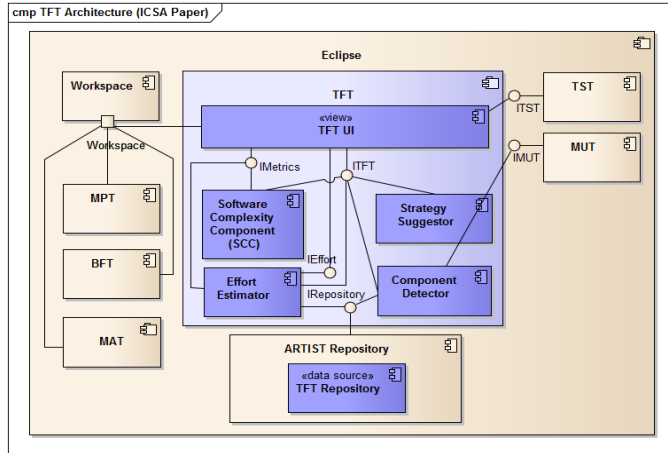 cmp TFT Architecture (ICSA Paper)
Eclipse
Workspace
TFT
TST
ITST
«view»
TFT UI
Workspace
IMUT
MUT
IMetrics
ITFT
MPT
Software
Complexity
Component
(SCC)
Strategy
Suggestor
BFT
IEffort
Effort
Estimator
IRepository
Component
Detector
MAT
ARTIST Repository
«data source»
TFT Repository